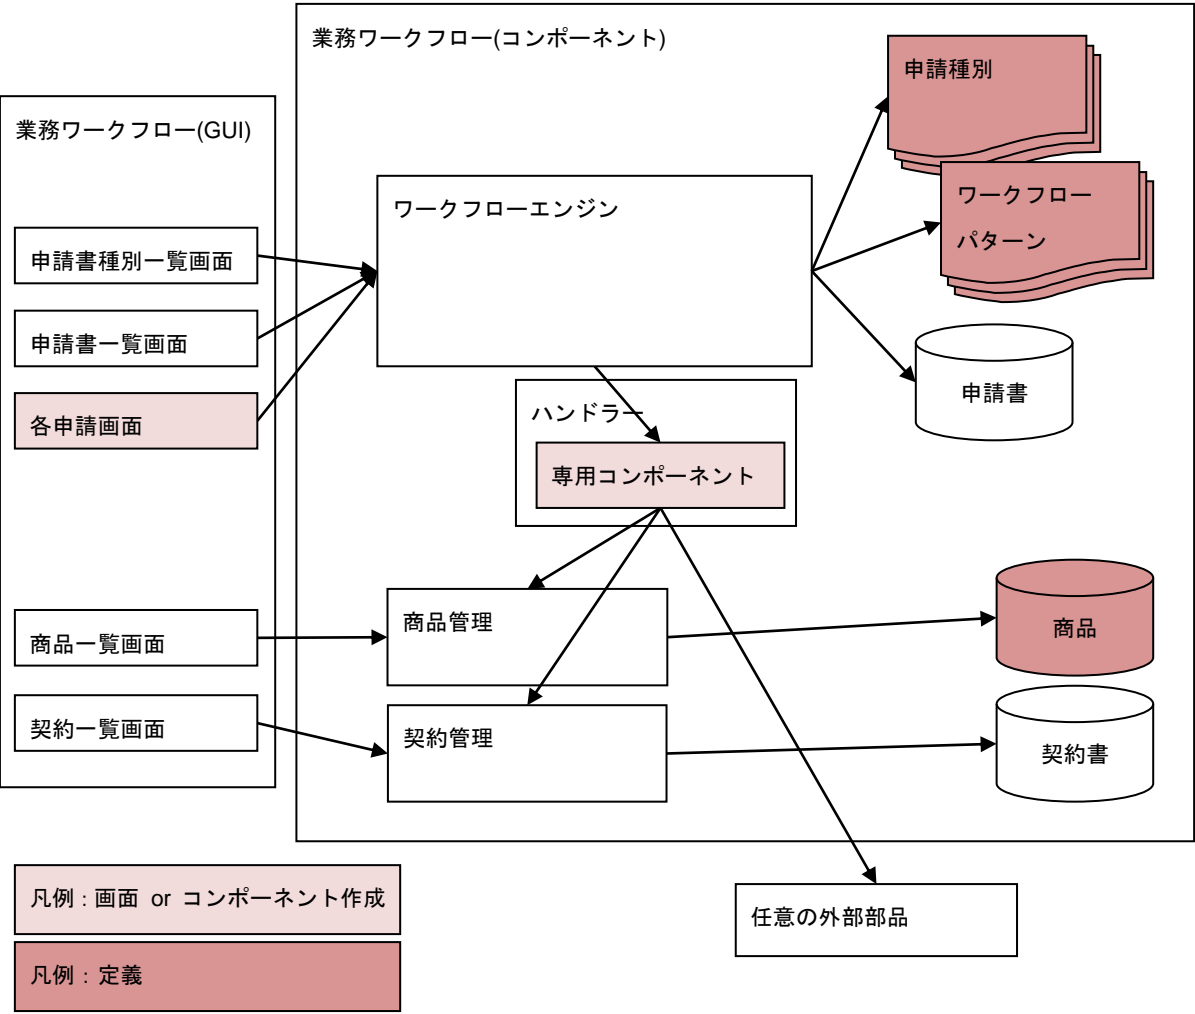 業務ワークフロー(コンポーネント)
申請種別
業務ワークフロー(GUI)
ワークフローエンジン
ワークフロー
パターン
申請書種別一覧画面
申請書一覧画面
申請書
各申請画面
ハンドラー
専用コンポーネント
商品一覧画面
商品管理
商品
契約一覧画面
契約管理
契約書
凡例：画面 or コンポーネント作成
任意の外部部品
凡例：定義